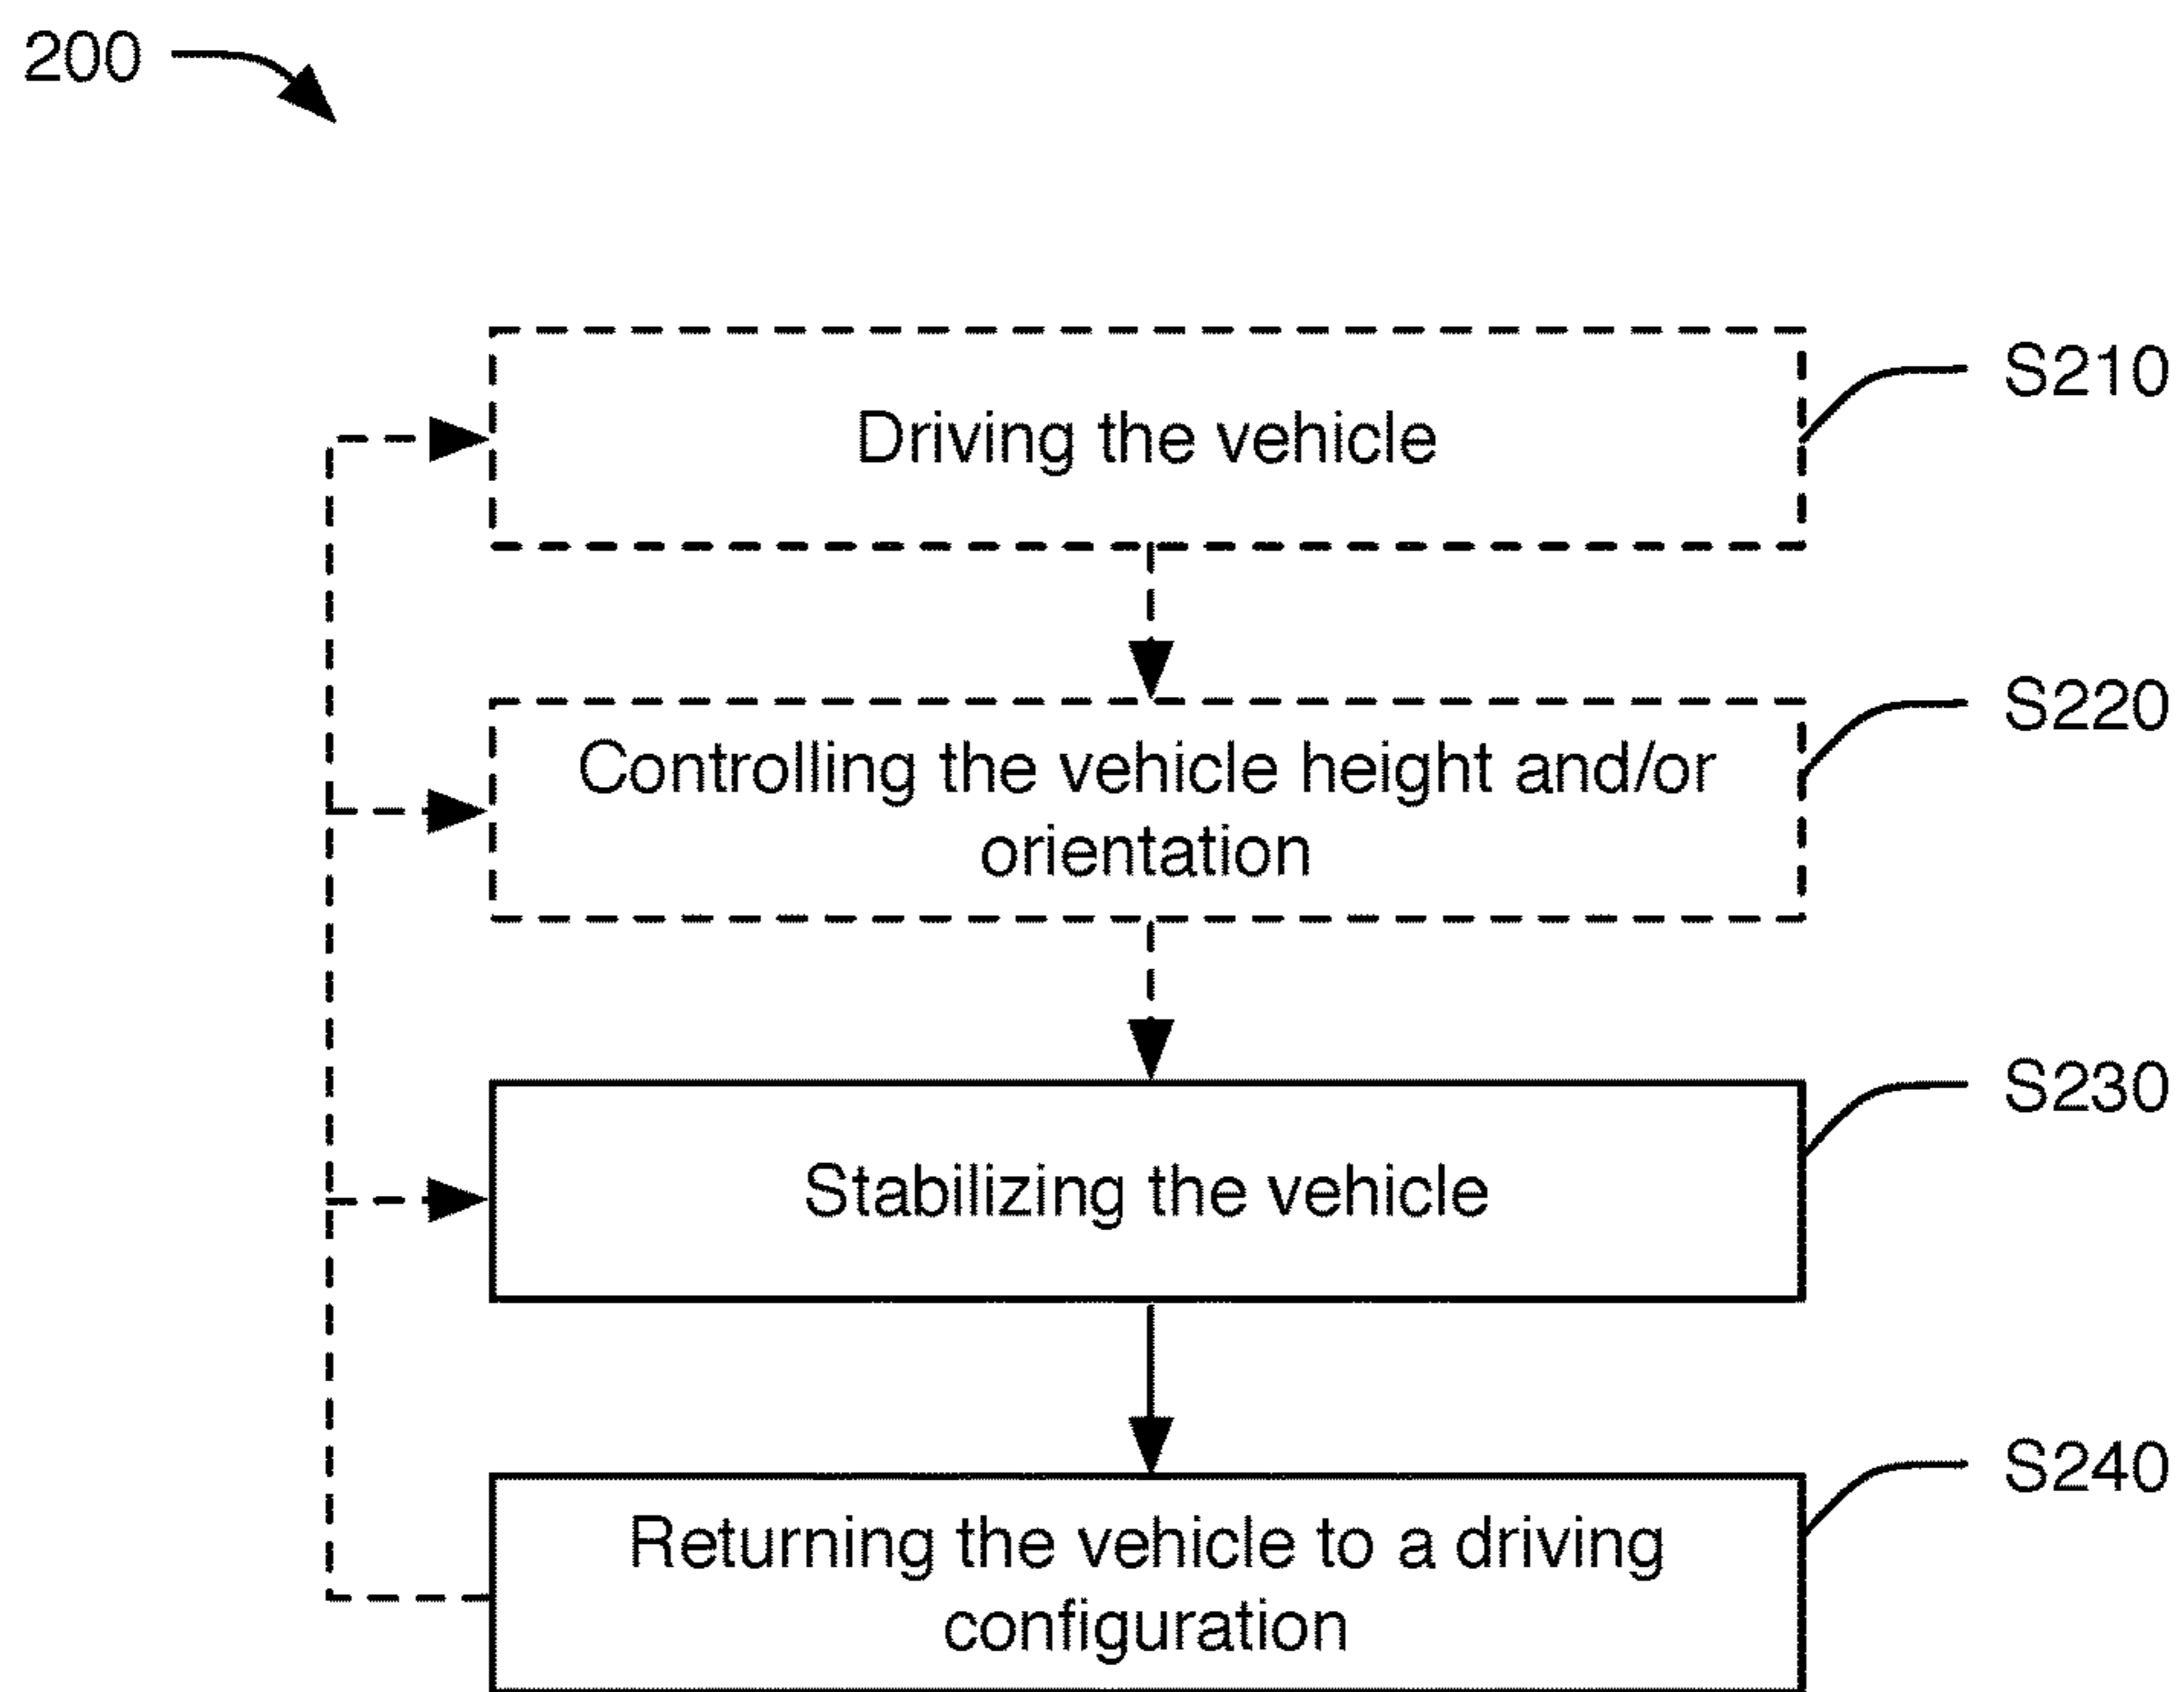 200
Driving the vehicle
S210
Controlling the vehicle height and/or
orientation
S220
Stabilizing the vehicle
S230
Returning the vehicle to a driving
configuration
S240